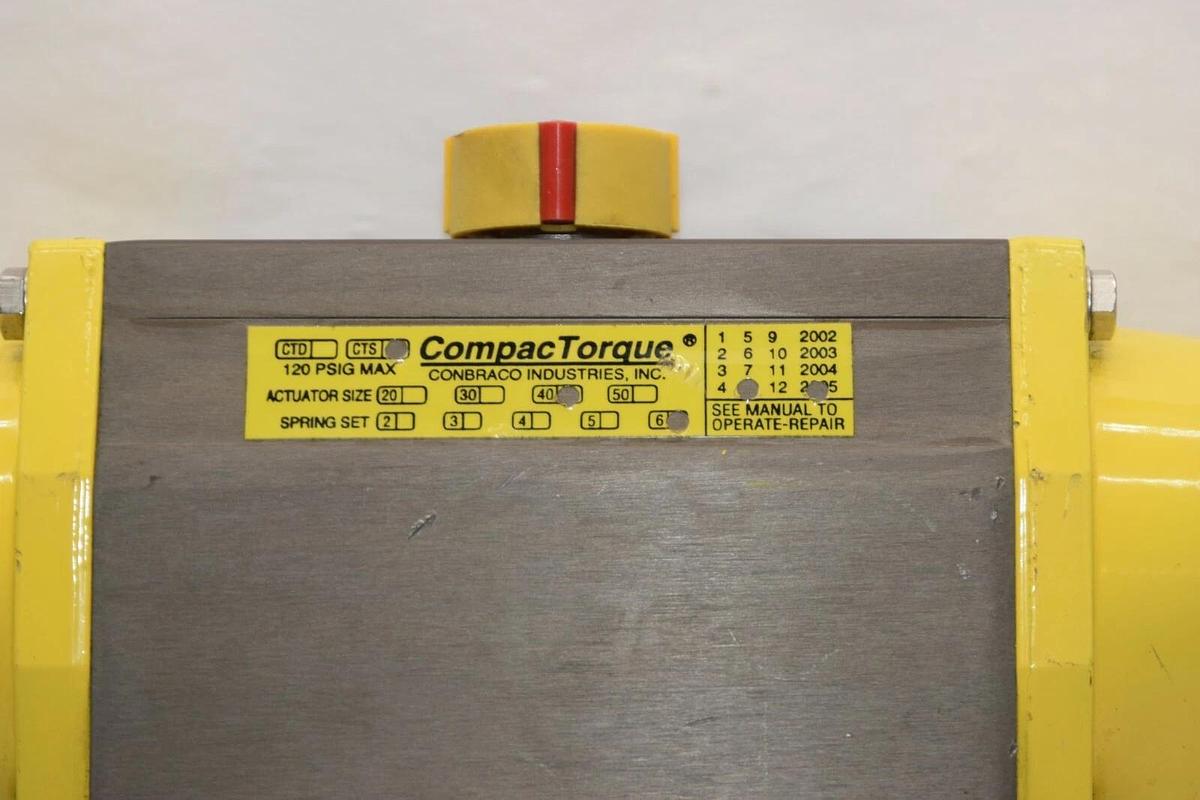 CTD CTS CompacTorque®
120 PSIG MAX CONBRACO INDUSTRIES, INC.
ACTUATOR SIZE 20 30 40 50
SPRING SET 2 3 4 5 6
1 5 9 2002
2 6 10 2003
3 7 11 2004
4 12
SEE MANUAL TO
OPERATE-REPAIR